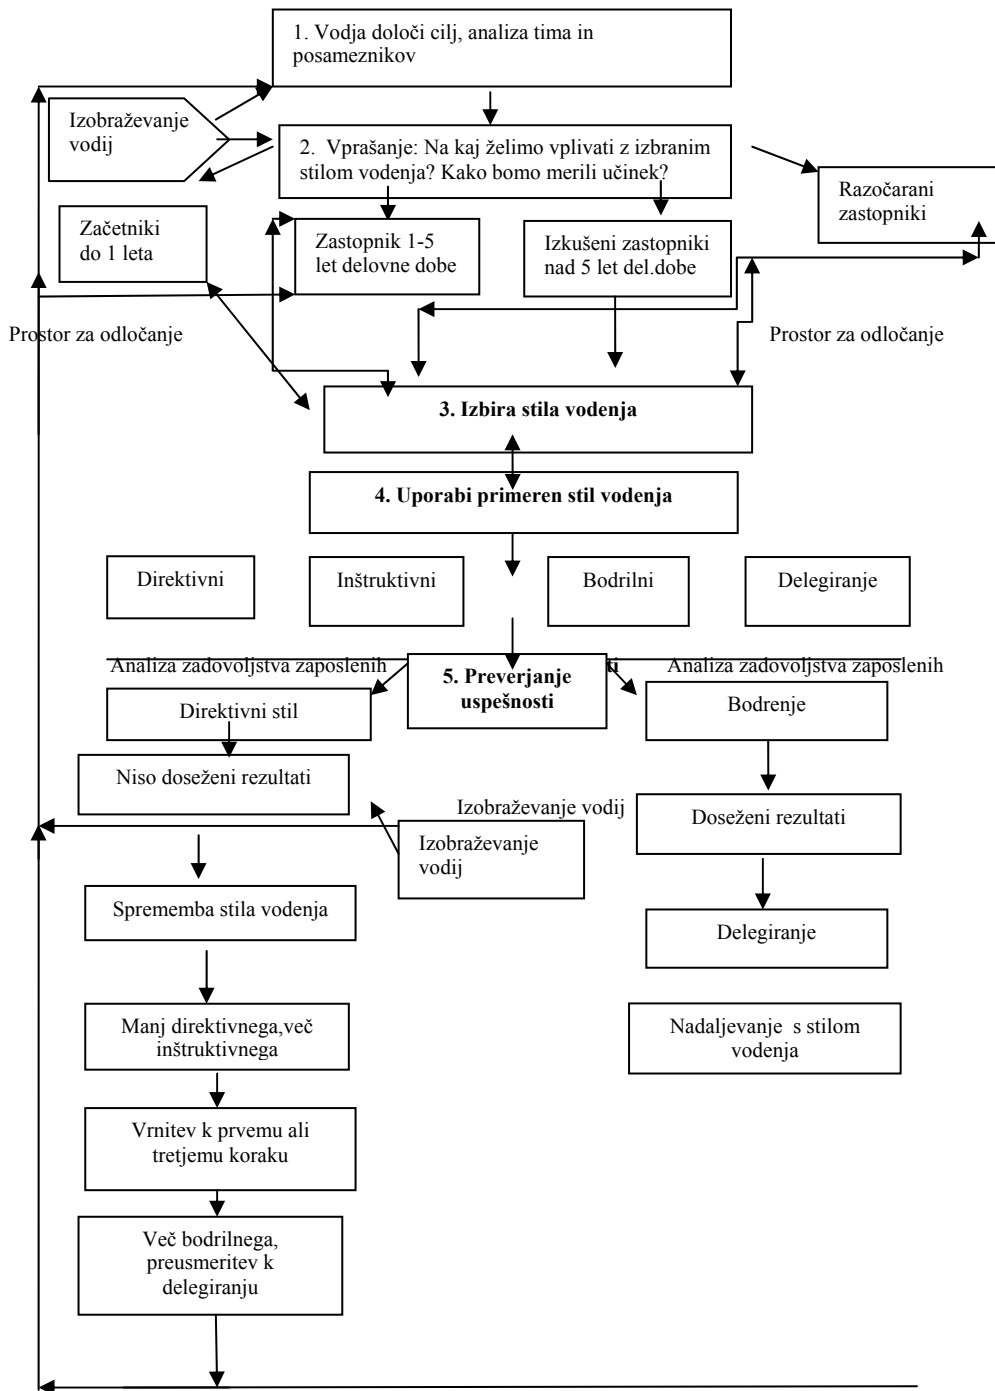 1. Vodja določi cilj, analiza tima in
posameznikov
Izobraževanje
vodij
2.  Vprašanje: Na kaj želimo vplivati z izbranim
stilom vodenja? Kako bomo merili učinek?
Razočarani
zastopniki
Začetniki
do 1 leta
Zastopnik 1-5
let delovne dobe
Izkušeni zastopniki
nad 5 let del.dobe
Prostor za odločanje
Prostor za odločanje
3. Izbira stila vodenja
4. Uporabi primeren stil vodenja
Direktivni
Inštruktivni
Bodrilni
Delegiranje
Analiza zadovoljstva zaposlenih
5. Preverjanje
uspešnosti
ti
Analiza zadovoljstva zaposlenih
Direktivni stil
Bodrenje
Niso doseženi rezultati
Izobraževanje vodij
Doseženi rezultati
Izobraževanje
vodij
Sprememba stila vodenja
Delegiranje
Manj direktivnega,več
inštruktivnega
Nadaljevanje  s stilom
vodenja
Vrnitev k prvemu ali
tretjemu koraku
Več bodrilnega,
preusmeritev k
delegiranju